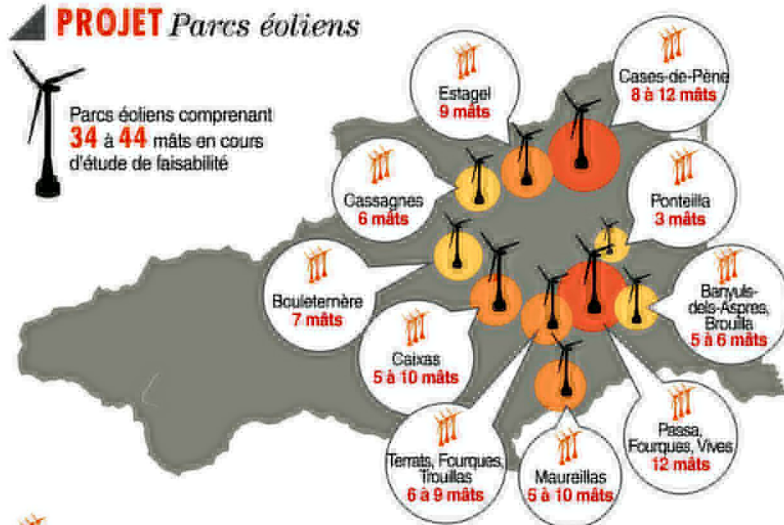 PROJET Parcs éoliens
Parcs éoliens comprenant
34 à 44 mâts en cours
d'étude de faisabilité
Estagel
9 mâts
Cases-de-Pène
8 à 12 mâts
Gassagnes
6 mâts
Ponteilla
3 mâts
Bouleternère
7 mâts
Banyuls-
dels-Aspres,
Brouilla
5 à 6 mâts
Caixas
5 à 10 mâts
Terrats, Fourques,
Trouillas
6 à 9 mâts
Maureillas
5 à 10 mâts
Passa,
Fourques, Vives
12 mâts